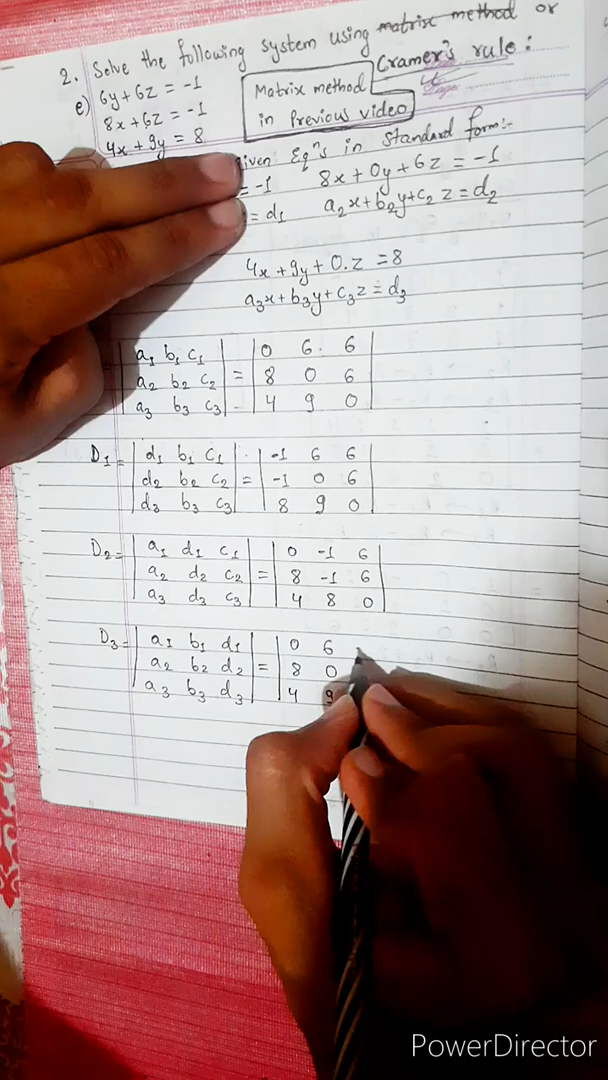 2. Solve the following system using matrix method or
Cramer's rule:
e) 6y + 6z = -1
8x + 6z = -1
4x + 9y = 8
Matrix method
in Previous video
given Eqⁿs in standard form:-
= -1 8x + 0y + 6z = -1
= d₁ a₂x + b₂y + c₂ z = d₂
4x + 9y + 0.z = 8
a₃x + b₃y + c₃z = d₃
| a₁ b₁ c₁ | | 0 6 6 |
| a₂ b₂ c₂ | = | 8 0 6 |
| a₃ b₃ c₃ | | 4 9 0 |
D₁ = | d₁ b₁ c₁ | | -1 6 6 |
| d₂ b₂ c₂ | = | -1 0 6 |
| d₃ b₃ c₃ | | 8 9 0 |
D₂ = | a₁ d₁ c₁ | | 0 -1 6 |
| a₂ d₂ c₂ | = | 8 -1 6 |
| a₃ d₃ c₃ | | 4 8 0 |
D₃ = | a₁ b₁ d₁ | | 0 6
| a₂ b₂ d₂ | = | 8 0
| a₃ b₃ d₃ | | 4 9
PowerDirector